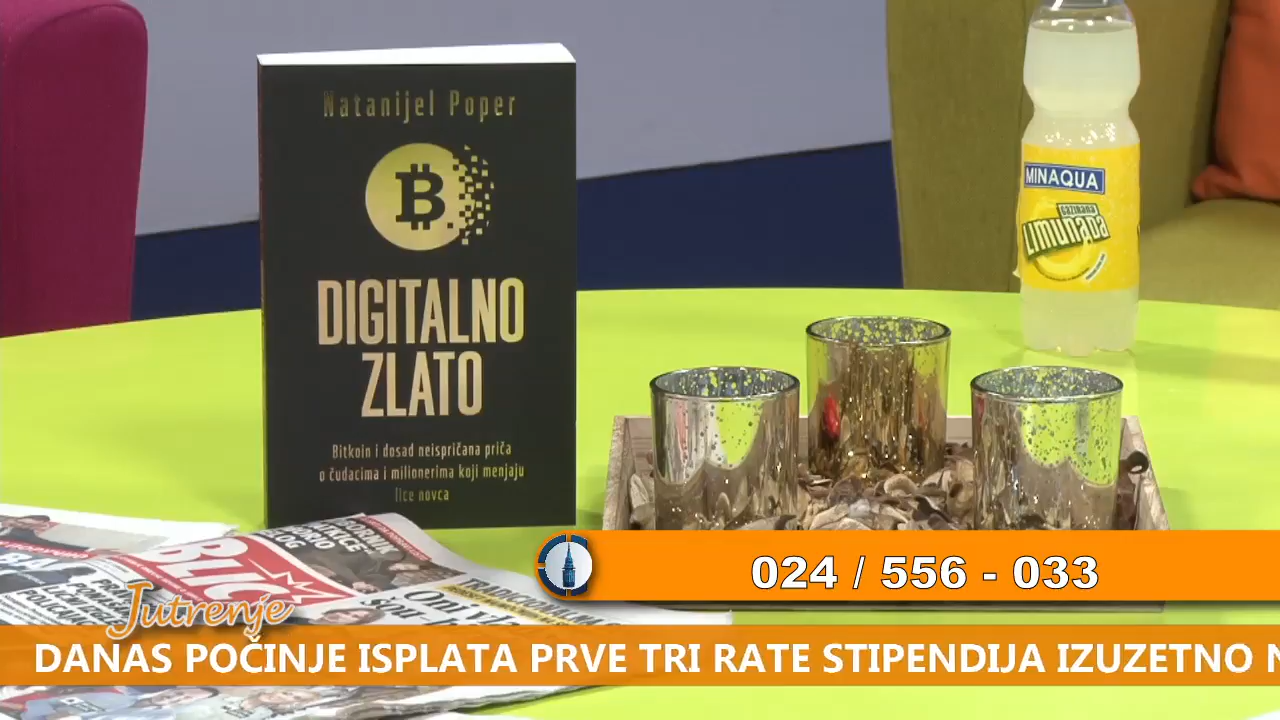 Natanijel Poper
DIGITALNO
ZLATO
Bitkoin i dosad neispričana priča
o čudacima i milionerima koji menjaju
lice novca
MINAQUA
GAZIRANA
LIMUNADA
BLIC
Oni
Jutrenje
024 / 556 - 033
DANAS POČINJE ISPLATA PRVE TRI RATE STIPENDIJA IZUZETNO N